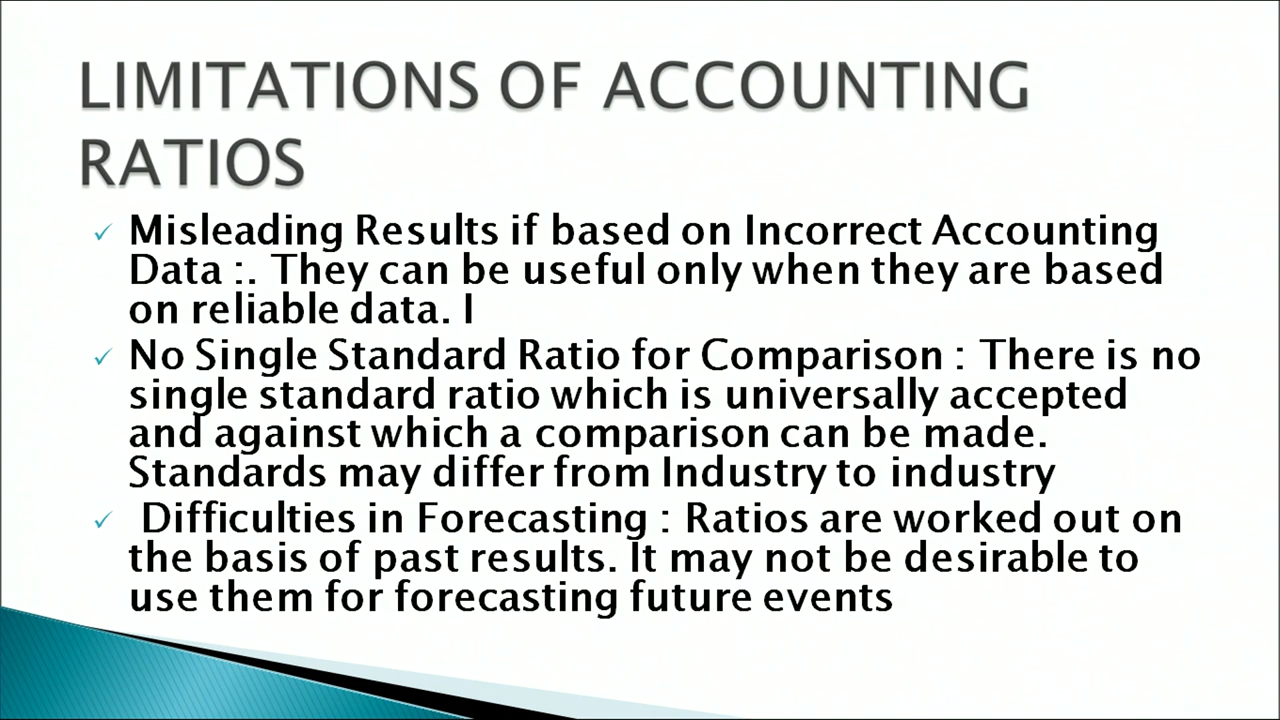 LIMITATIONS OF ACCOUNTING
RATIOS
✓ Misleading Results if based on Incorrect Accounting
Data :. They can be useful only when they are based
on reliable data. I
✓ No Single Standard Ratio for Comparison : There is no
single standard ratio which is universally accepted
and against which a comparison can be made.
Standards may differ from Industry to industry
✓ Difficulties in Forecasting : Ratios are worked out on
the basis of past results. It may not be desirable to
use them for forecasting future events